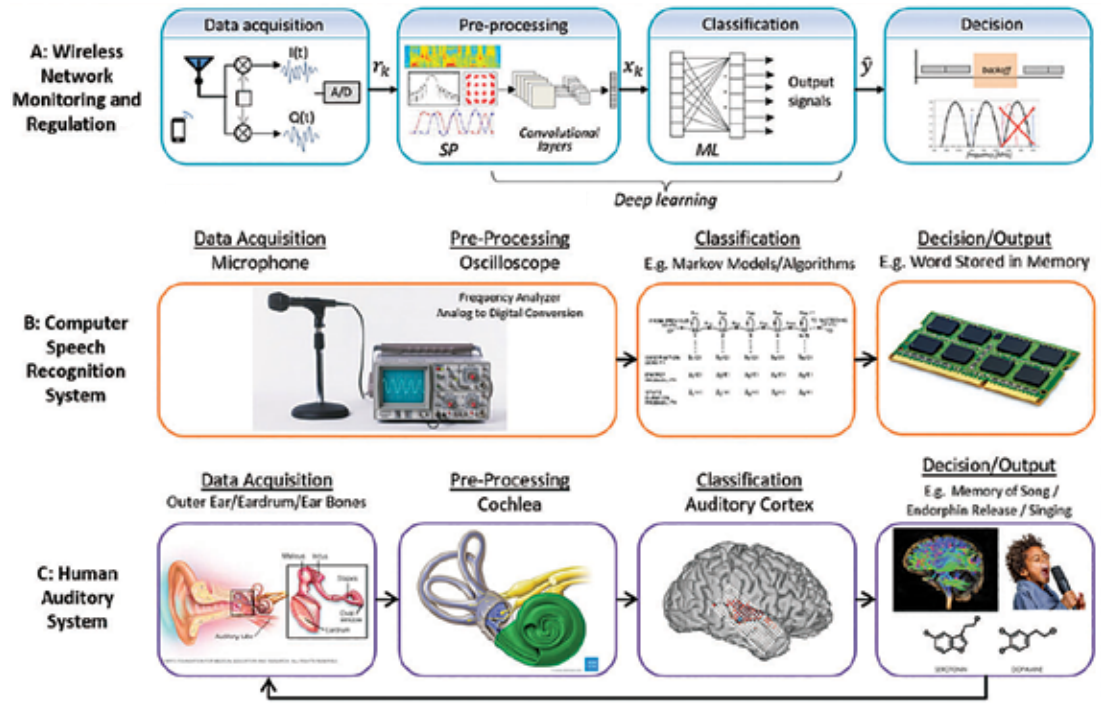 A: Wireless
Network
Monitoring and
Regulation
Data acquisition
I(t)
Q(t)
A/D
r_k
Pre-processing
SP
Convolutional
layers
x_k
Classification
ML
Output
signals
ŷ
Decision
backoff
Deep learning
Data Acquisition
Microphone
Pre-Processing
Oscilloscope
Classification
E.g. Markov Models/Algorithms
Decision/Output
E.g. Word Stored in Memory
B: Computer
Speech
Recognition
System
Frequency Analyzer
Analog to Digital Conversion
Data Acquisition
Outer Ear/Eardrum/Ear Bones
Pre-Processing
Cochlea
Classification
Auditory Cortex
Decision/Output
E.g. Memory of Song /
Endorphin Release / Singing
C: Human
Auditory
System
Malleus
Incus
Stapes
Oval
window
Eardrum
Auditory tube
SEROTONIN
DOPAMINE